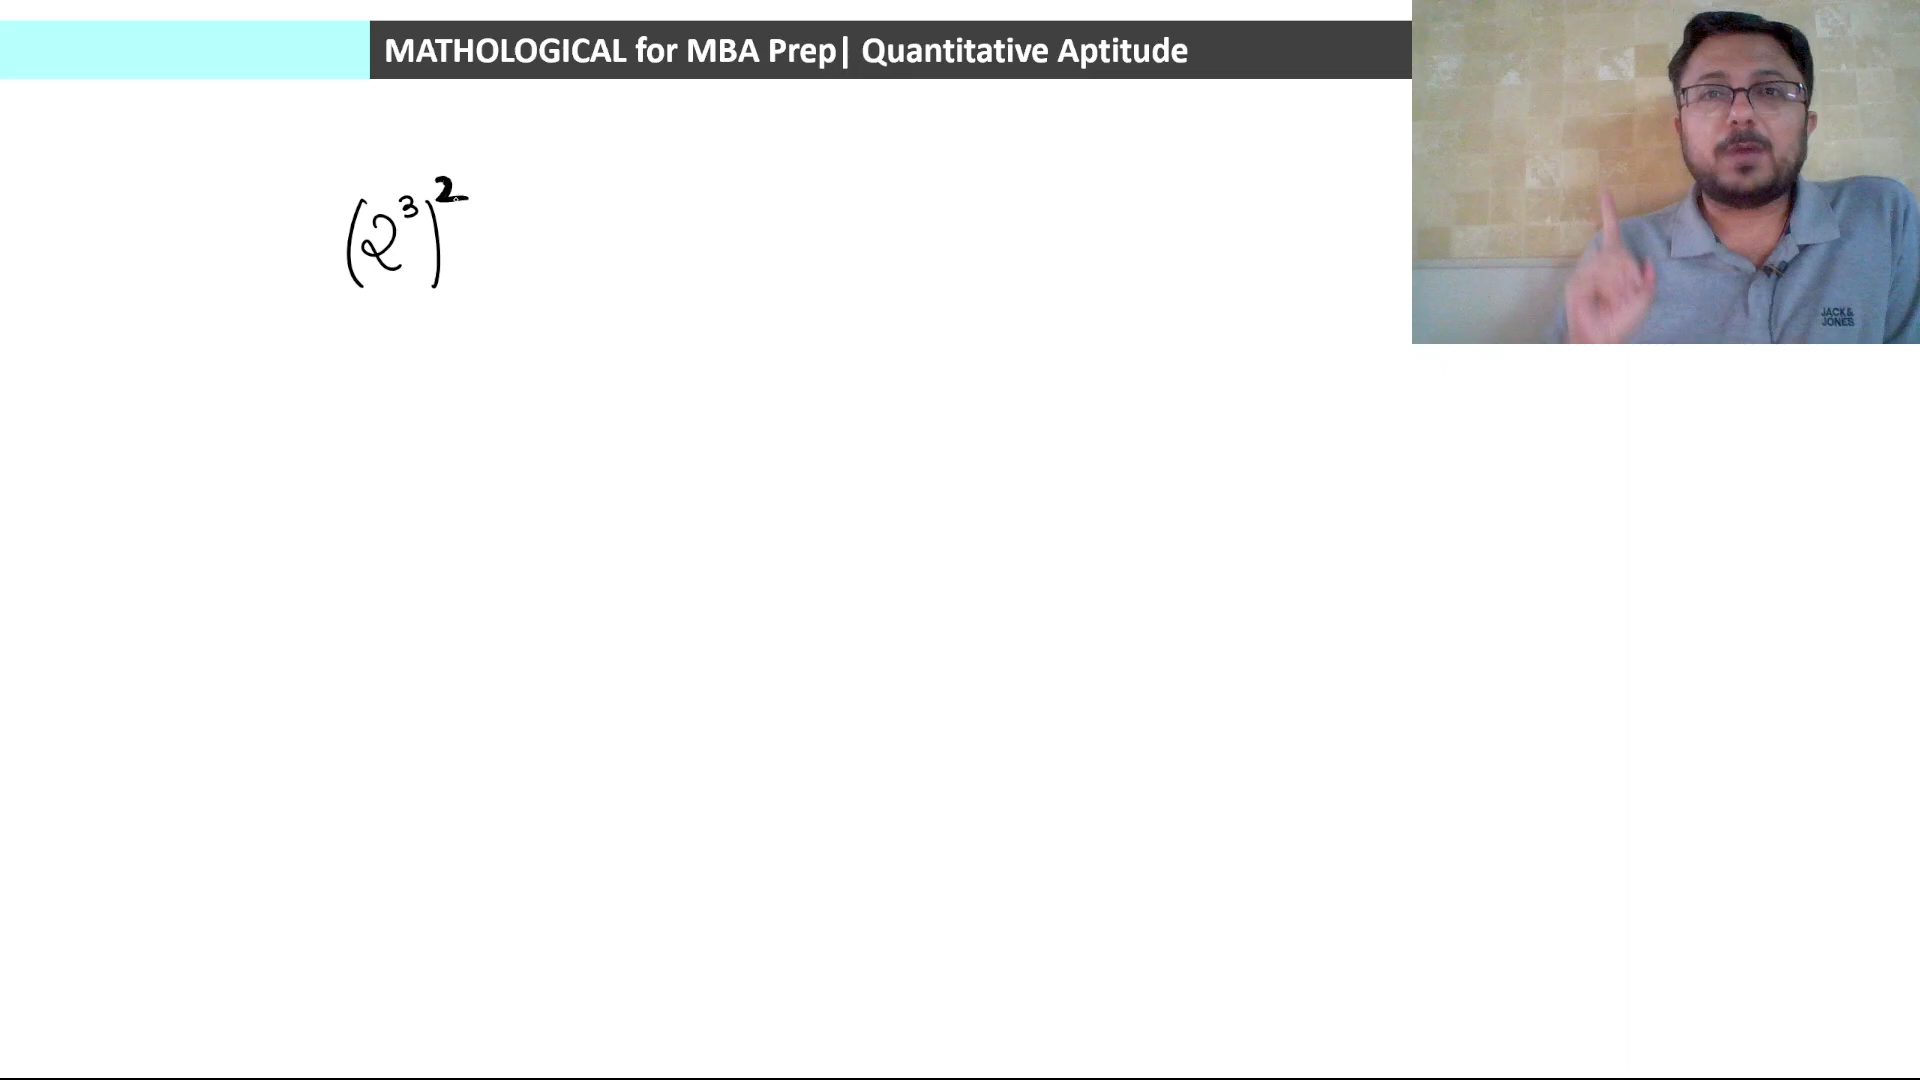 MATHOLOGICAL for MBA Prep| Quantitative Aptitude
(2³)²
JACK&
JONES